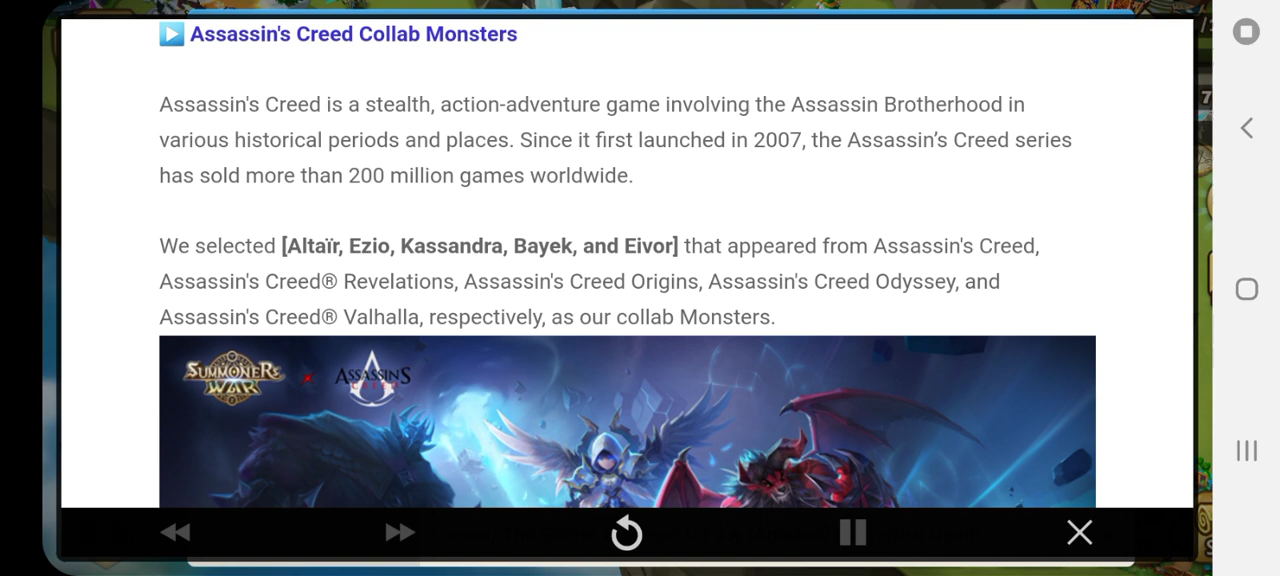 Assassin's Creed Collab Monsters
Assassin's Creed is a stealth, action-adventure game involving the Assassin Brotherhood in
various historical periods and places. Since it first launched in 2007, the Assassin’s Creed series
has sold more than 200 million games worldwide.
We selected [Altaïr, Ezio, Kassandra, Bayek, and Eivor] that appeared from Assassin's Creed,
Assassin's Creed® Revelations, Assassin's Creed Origins, Assassin's Creed Odyssey, and
Assassin's Creed® Valhalla, respectively, as our collab Monsters.
SUMMONERS WAR
ASSASSIN'S CREED